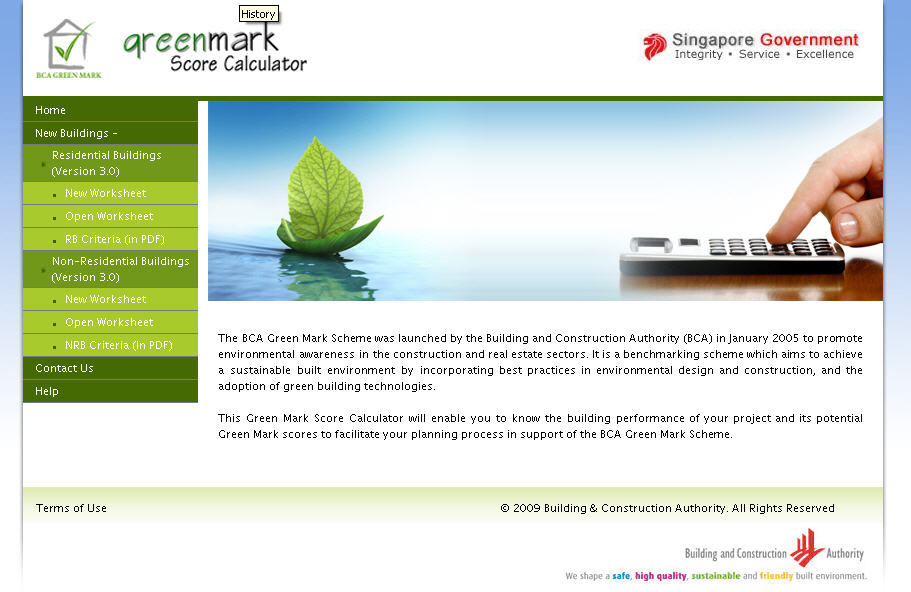 History
BCA GREEN MARK
greenmark
Score Calculator
Singapore Government
Integrity • Service • Excellence
Home
New Buildings -
Residential Buildings
(Version 3.0)
New Worksheet
Open Worksheet
RB Criteria (in PDF)
Non-Residential Buildings
(Version 3.0)
New Worksheet
Open Worksheet
NRB Criteria (in PDF)
Contact Us
Help
The BCA Green Mark Scheme was launched by the Building and Construction Authority (BCA) in January 2005 to promote
environmental awareness in the construction and real estate sectors. It is a benchmarking scheme which aims to achieve
a sustainable built environment by incorporating best practices in environmental design and construction, and the
adoption of green building technologies.
This Green Mark Score Calculator will enable you to know the building performance of your project and its potential
Green Mark scores to facilitate your planning process in support of the BCA Green Mark Scheme.
Terms of Use
© 2009 Building & Construction Authority. All Rights Reserved
Building and Construction Authority
We shape a safe, high quality, sustainable and friendly built environment.